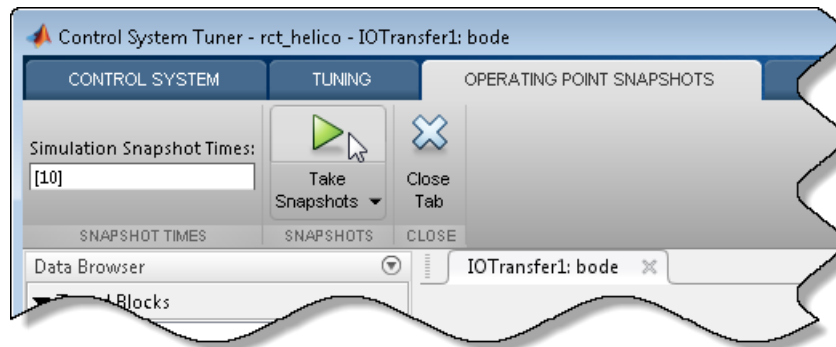 Control System Tuner - rct_helico - IOTransfer1: bode
CONTROL SYSTEM
TUNING
OPERATING POINT SNAPSHOTS
Simulation Snapshot Times:
[10]
Take
Snapshots
Close
Tab
SNAPSHOT TIMES
SNAPSHOTS
CLOSE
Data Browser
IOTransfer1: bode
Blocks